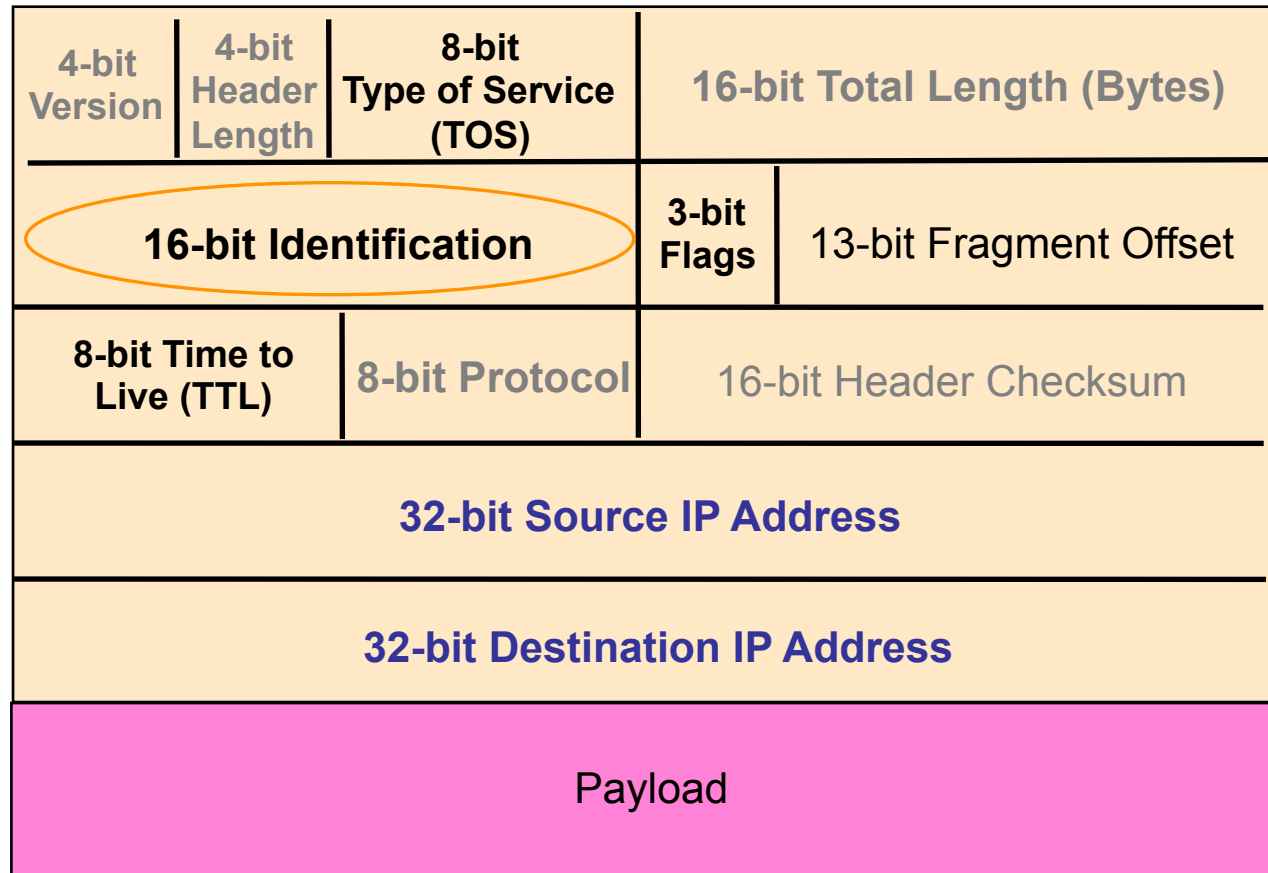 4-bit
Version
4-bit
Header
Length
8-bit
Type of Service
(TOS)
16-bit Total Length (Bytes)
16-bit Identification
3-bit
Flags
13-bit Fragment Offset
8-bit Time to
Live (TTL)
8-bit Protocol
16-bit Header Checksum
32-bit Source IP Address
32-bit Destination IP Address
Payload